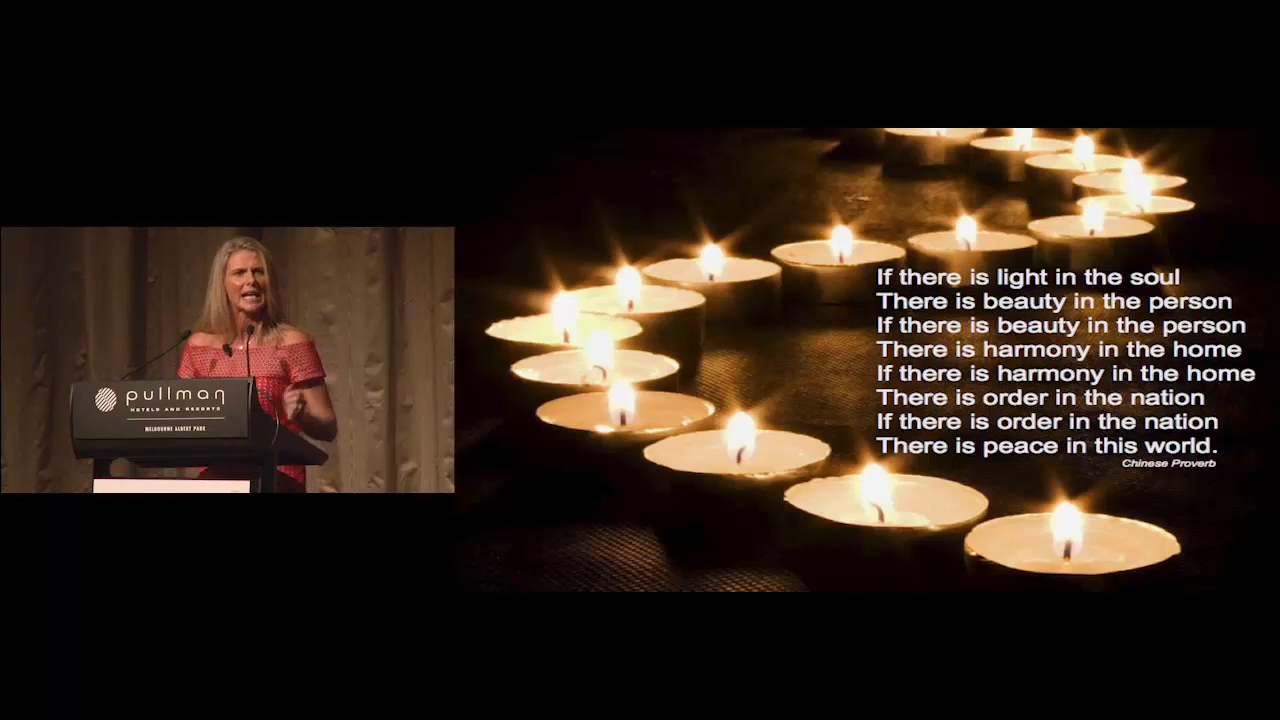 pullman
HOTELS AND RESORTS
MELBOURNE ALBERT PARK
If there is light in the soul
There is beauty in the person
If there is beauty in the person
There is harmony in the home
If there is harmony in the home
There is order in the nation
If there is order in the nation
There is peace in this world.
Chinese Proverb